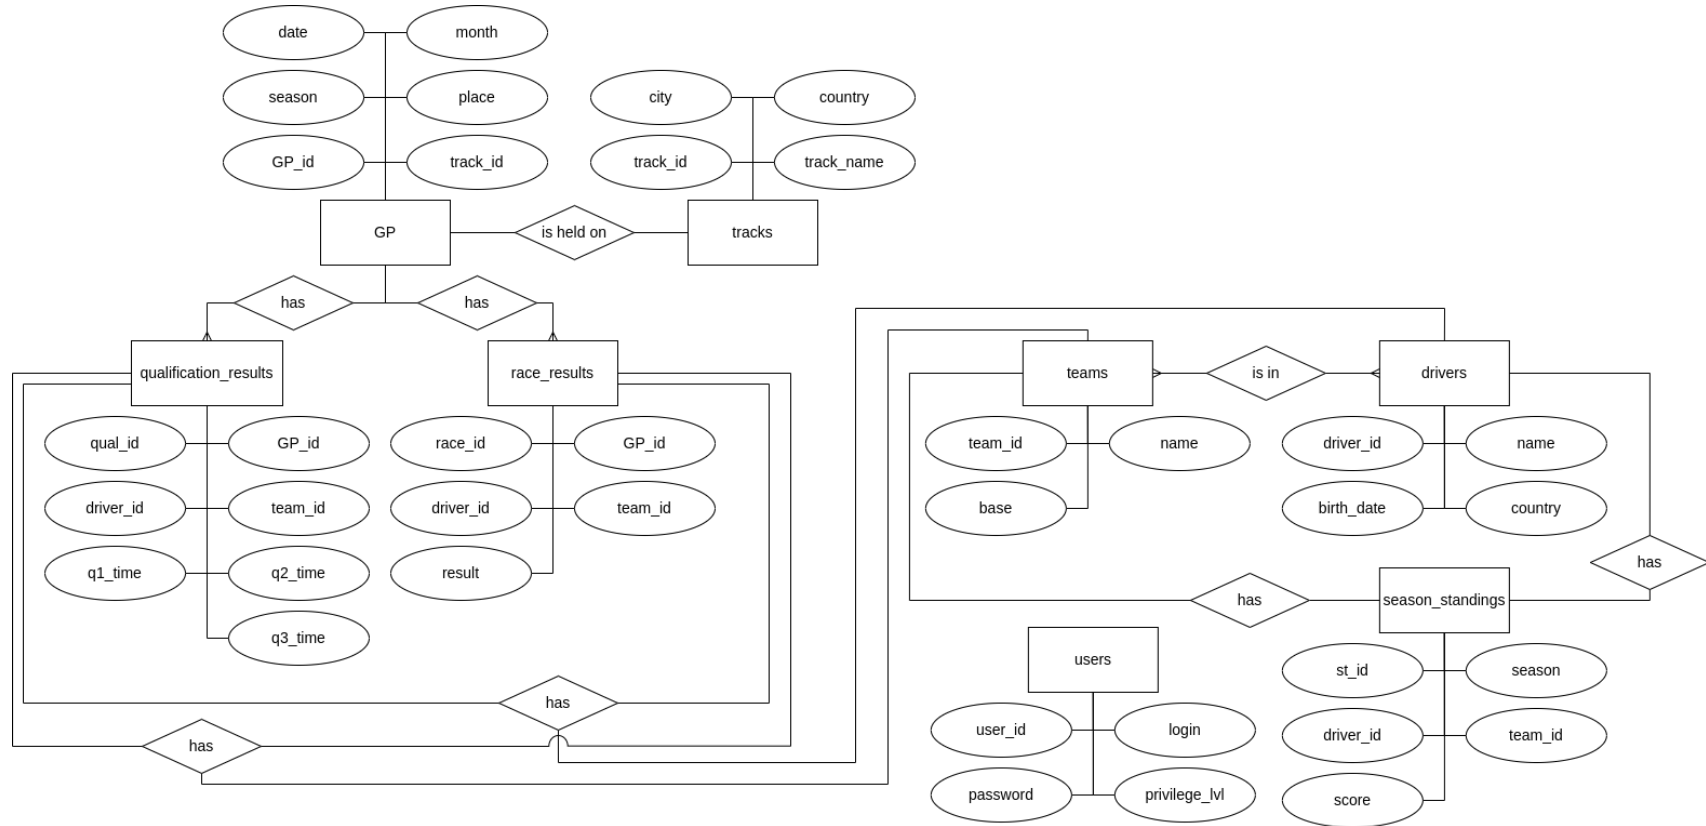 date
month
season
place
city
country
GP_id
track_id
track_id
track_name
GP
is held on
tracks
has
has
qualification_results
race_results
teams
is in
drivers
qual_id
GP_id
race_id
GP_id
team_id
name
driver_id
name
driver_id
team_id
driver_id
team_id
base
birth_date
country
q1_time
q2_time
result
has
has
season_standings
q3_time
users
st_id
season
has
user_id
login
driver_id
team_id
has
password
privilege_lvl
score